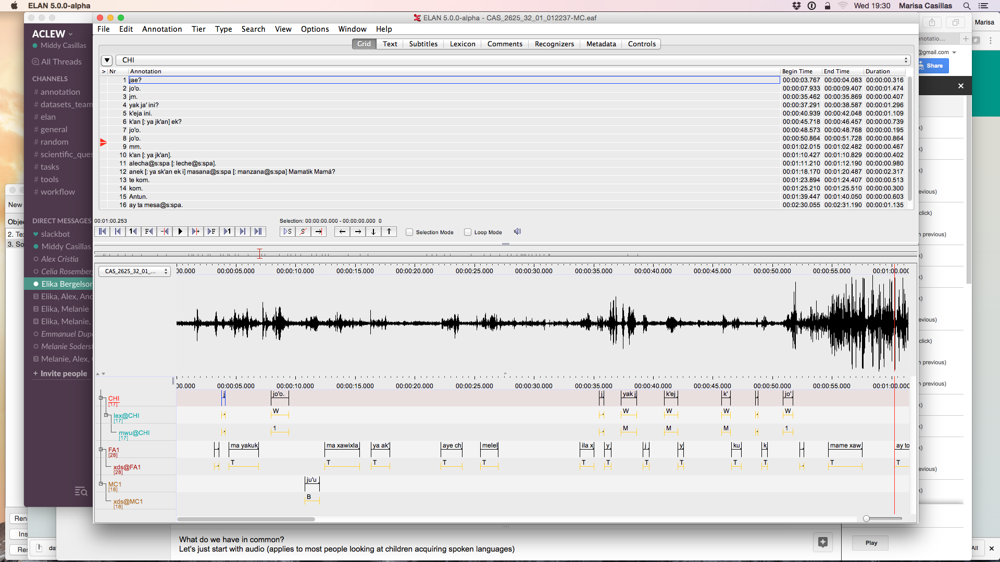 ELAN 5.0.0-alpha
Wed 19:30 Marisa Casillas
ELAN 5.0.0-alpha - CAS_2625_32_01_012237-MC.eaf
File Edit Annotation Tier Type Search View Options Window Help
Grid Text Subtitles Lexicon Comments Recognizers Metadata Controls
CHI
> Nr Annotation Begin Time End Time Duration
1 jae? 00:00:03.767 00:00:04.083 00:00:00.316
2 jo'o. 00:00:07.933 00:00:09.407 00:00:01.474
3 jm. 00:00:35.462 00:00:35.869 00:00:00.407
4 yak ja' ini? 00:00:37.291 00:00:38.587 00:00:01.296
5 k'eja ini. 00:00:40.939 00:00:42.048 00:00:01.109
6 k'an [: ya jk'an] ek? 00:00:45.718 00:00:46.457 00:00:00.739
7 jo'o. 00:00:48.573 00:00:48.768 00:00:00.195
8 jo'o. 00:00:50.864 00:00:51.728 00:00:00.864
9 mm. 00:01:02.015 00:01:02.482 00:00:00.467
10 k'an [: ya jk'an]. 00:01:10.427 00:01:10.829 00:00:00.402
11 alecha@s:spa [: leche@s:spa]. 00:01:11.210 00:01:12.190 00:00:00.980
12 anek [: ya sk'an ek i] masana@s:spa [: manzana@s:spa] Mamatik Mamá? 00:01:18.170 00:01:20.487 00:00:02.317
13 te kom. 00:01:23.894 00:01:24.407 00:00:00.513
14 kom. 00:01:25.210 00:01:25.510 00:00:00.300
15 Antun. 00:01:39.447 00:01:40.050 00:00:00.603
16 ay ta mesa@s:spa. 00:02:30.055 00:02:31.190 00:00:01.135
00:01:00.253
Selection: 00:00:00.000 - 00:00:00.000 0
Selection Mode Loop Mode
CAS_2625_32_01_...
00.000 00:00:05.000 00:00:10.000 00:00:15.000 00:00:20.000 00:00:25.000 00:00:30.000 00:00:35.000 00:00:40.000 00:00:45.000 00:00:50.000 00:00:55.000 00:01:00.000
00.000 00:00:05.000 00:00:10.000 00:00:15.000 00:00:20.000 00:00:25.000 00:00:30.000 00:00:35.000 00:00:40.000 00:00:45.000 00:00:50.000 00:00:55.000 00:01:00.000
CHI j jo'o. j yak j k'ej k' jo'
[17]
lex@CHI W W W W W
[17]
mwu@CHI 1 M M M 1
[17]
FA1 ma yakuk ma xawixla ya ak' aye ch melel ila x y j y ku k mame xaw ay to
[28]
xds@FA1 T T T T T T T T T T T T T
[28]
MC1 ju'u
[18]
xds@MC1 B
[18]
ACLEW
Middy Casillas
All Threads
CHANNELS
# annotation
# datasets_team
# elan
# general
# random
# scientific_ques
# tasks
# tools
# workflow
DIRECT MESSAGES
slackbot
Middy Casillas
Alex Cristia
Celia Rosember
Elika Bergelson
Elika, Alex, And
Elika, Melanie
Elika, Melanie,
Emmanuel Dupo
Melanie Soderst
Melanie, Alex,
+ Invite people
New
Objec
2. Te
3. So
Ren
Ins
Rer
da
What do we have in common?
Let's just start with audio (applies to most people looking at children acquiring spoken languages)
Marisa
nnotatio...
@gmail.com
Share
k)
k)
k)
evious)
click)
n previous)
k)
k)
k)
evious)
click)
n previous)
n previous)
k)
k)
evious)
k)
Play
All